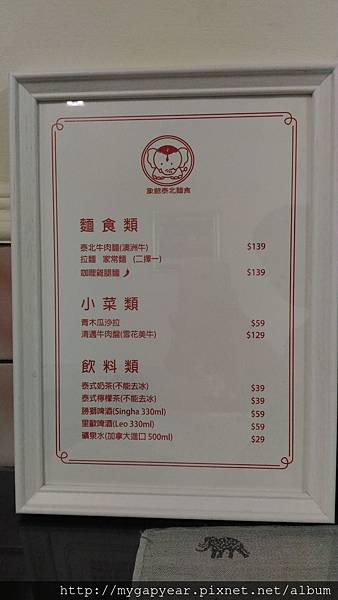 象廚泰北麵食
麵食類
泰北牛肉麵(澳洲牛) $139
拉麵 家常麵 (二擇一)
咖哩雞腿麵 $139
小菜類
青木瓜沙拉 $59
清邁牛肉盤(雪花美牛) $129
飲料類
泰式奶茶(不能去冰) $39
泰式檸檬茶(不能去冰) $39
勝獅啤酒(Singha 330ml) $59
里歐啤酒(Leo 330ml) $59
礦泉水(加拿大進口 500ml) $29
http://mygapyear.pixnet.net/album